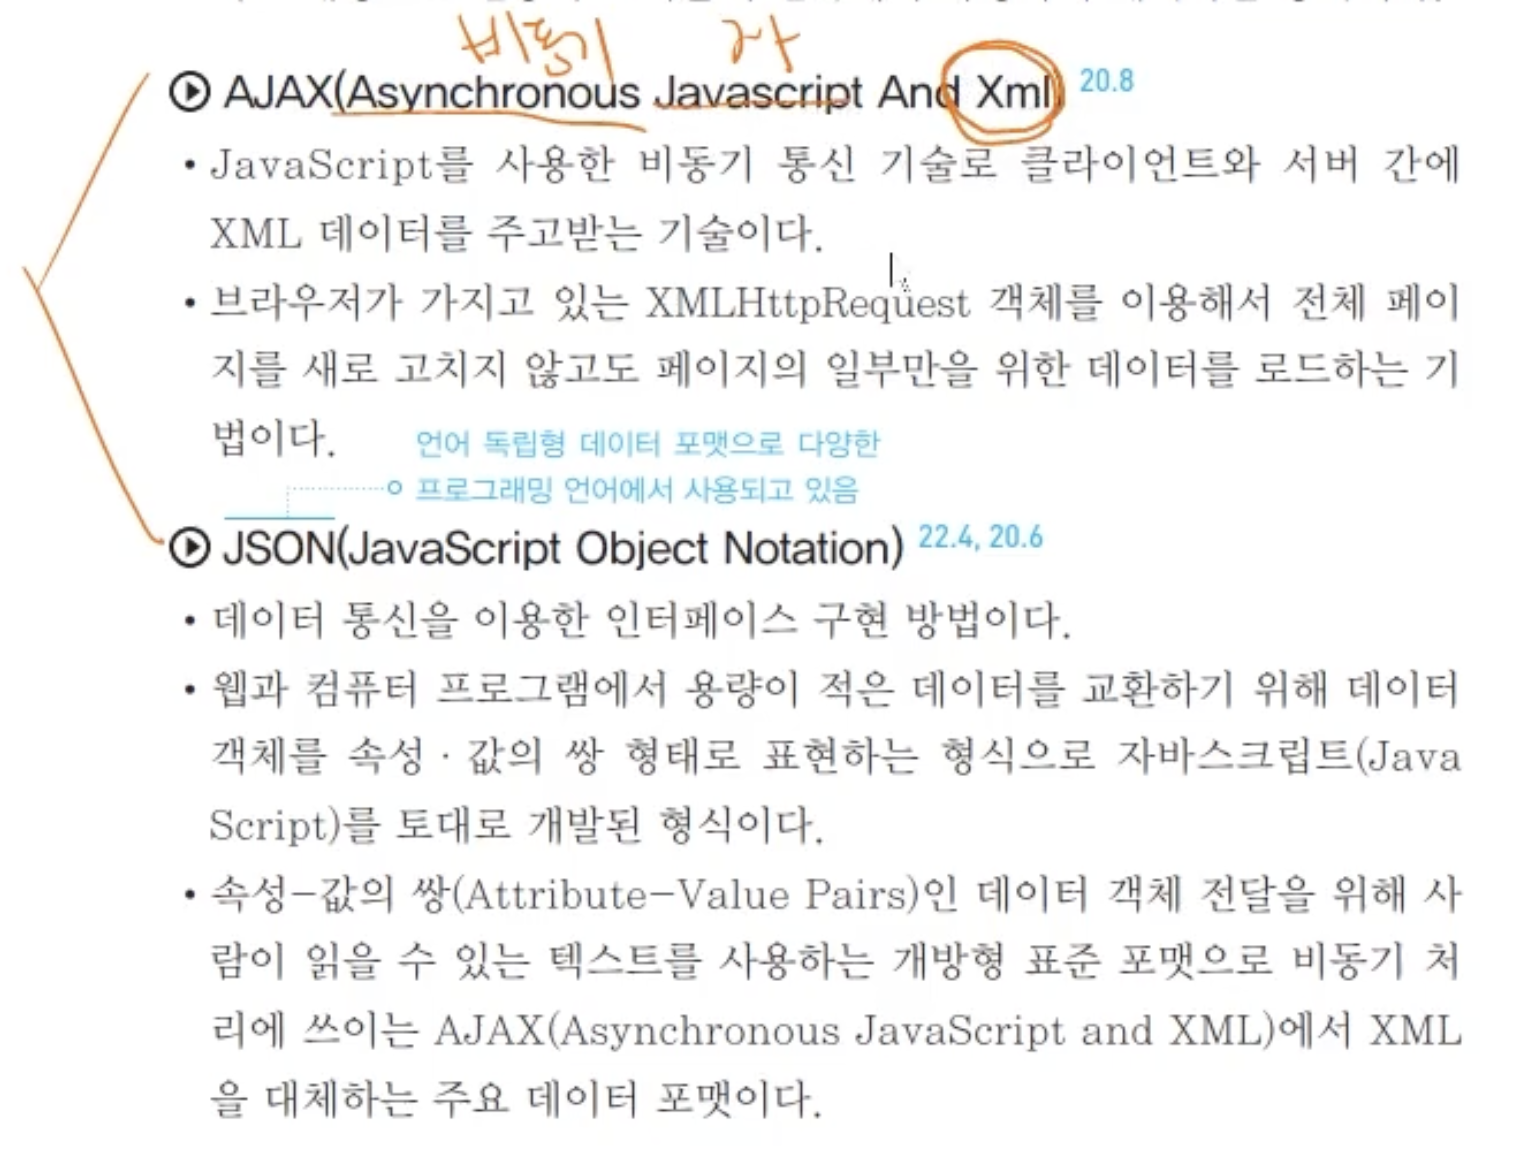 비동기 자
AJAX(Asynchronous Javascript And Xml) 20.8
• JavaScript를 사용한 비동기 통신 기술로 클라이언트와 서버 간에
XML 데이터를 주고받는 기술이다.
• 브라우저가 가지고 있는 XMLHttpRequest 객체를 이용해서 전체 페이
지를 새로 고치지 않고도 페이지의 일부만을 위한 데이터를 로드하는 기
법이다.
언어 독립형 데이터 포맷으로 다양한
프로그래밍 언어에서 사용되고 있음
JSON(JavaScript Object Notation) 22.4, 20.6
• 데이터 통신을 이용한 인터페이스 구현 방법이다.
• 웹과 컴퓨터 프로그램에서 용량이 적은 데이터를 교환하기 위해 데이터
객체를 속성·값의 쌍 형태로 표현하는 형식으로 자바스크립트(Java
Script)를 토대로 개발된 형식이다.
• 속성-값의 쌍(Attribute-Value Pairs)인 데이터 객체 전달을 위해 사
람이 읽을 수 있는 텍스트를 사용하는 개방형 표준 포맷으로 비동기 처
리에 쓰이는 AJAX(Asynchronous JavaScript and XML)에서 XML
을 대체하는 주요 데이터 포맷이다.